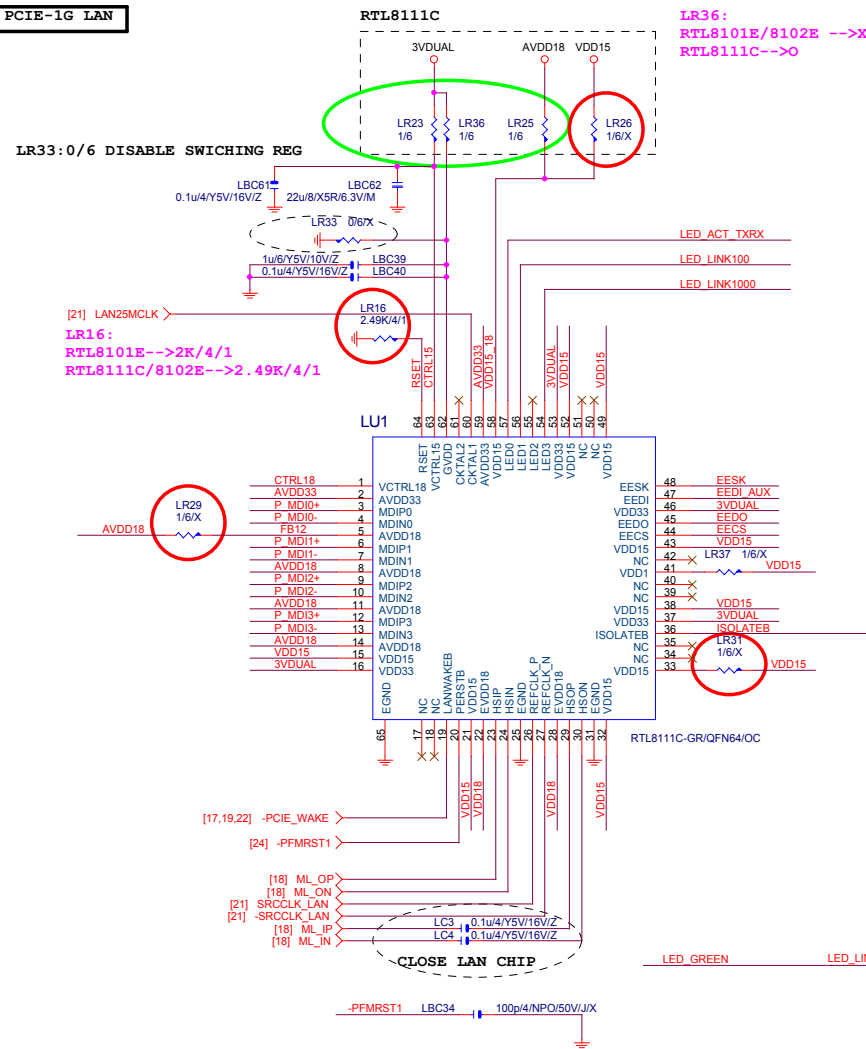 PCIE-1G LAN
RTL8111C
LR36:
RTL8101E/8102E -->X
RTL8111C-->O
3VDUAL
AVDD18
VDD15
LR23
1/6
LR36
1/6
LR25
1/6
LR26
1/6/X
LR33:0/6 DISABLE SWICHING REG
LBC61
0.1u/4/Y5V/16V/Z
LBC62
22u/8/X5R/6.3V/M
LR33 0/6/X
1u/6/Y5V/10V/Z LBC39
0.1u/4/Y5V/16V/Z LBC40
LED_ACT_TXRX
LED_LINK100
LED_LINK1000
[21] LAN25MCLK
LR16
2.49K/4/1
LR16:
RTL8101E-->2K/4/1
RTL8111C/8102E-->2.49K/4/1
RSET
CTRL15
AVDD33
VDD15_18
3VDUAL
VDD15
VDD15
LU1
64 63 62 61 60 59 58 57 56 55 54 53 52 51 50 49
RSET
VCTRL15
GVDD
CKTAL2
CKTAL1
AVDD33
VDD15
LED0
LED1
LED2
LED3
VDD33
VDD15
NC
NC
VDD15
CTRL18 1 VCTRL18
AVDD33 2 AVDD33
P_MDI0+ 3 MDIP0
P_MDI0- 4 MDIN0
FB12 5 AVDD18
P_MDI1+ 6 MDIP1
P_MDI1- 7 MDIN1
AVDD18 8 AVDD18
P_MDI2+ 9 MDIP2
P_MDI2- 10 MDIN2
AVDD18 11 AVDD18
P_MDI3+ 12 MDIP3
P_MDI3- 13 MDIN3
AVDD18 14 AVDD18
VDD15 15 VDD15
3VDUAL 16 VDD33
AVDD18
LR29
1/6/X
EESK 48 EESK
EEDI 47 EEDI_AUX
VDD33 46 3VDUAL
EEDO 45 EEDO
EECS 44 EECS
VDD15 43 VDD15
NC 42
LR37 1/6/X
VDD1 41 VDD15
NC 40
NC 39
VDD15 38 VDD15
VDD33 37 3VDUAL
ISOLATEB 36 ISOLATEB
NC 35
LR31
1/6/X
NC 34
VDD15 33 VDD15
EGND
NC
NC
LANWAKEB
PERSTB
VDD15
EVDD18
HSIP
HSIN
EGND
REFCLK_P
REFCLK_N
EVDD18
HSOP
HSON
EGND
VDD15
65 17 18 19 20 21 22 23 24 25 26 27 28 29 30 31 32
RTL8111C-GR/QFN64/OC
VDD15
VDD18
VDD18
VDD15
[17,19,22] -PCIE_WAKE
[24] -PFMRST1
[18] ML_OP
[18] ML_ON
[21] SRCCLK_LAN
[21] -SRCCLK_LAN
[18] ML_IP
[18] ML_IN
LC3 0.1u/4/Y5V/16V/Z
LC4 0.1u/4/Y5V/16V/Z
CLOSE LAN CHIP
LED_GREEN
LED_LIN
-PFMRST1 LBC34 100p/4/NPO/50V/J/X